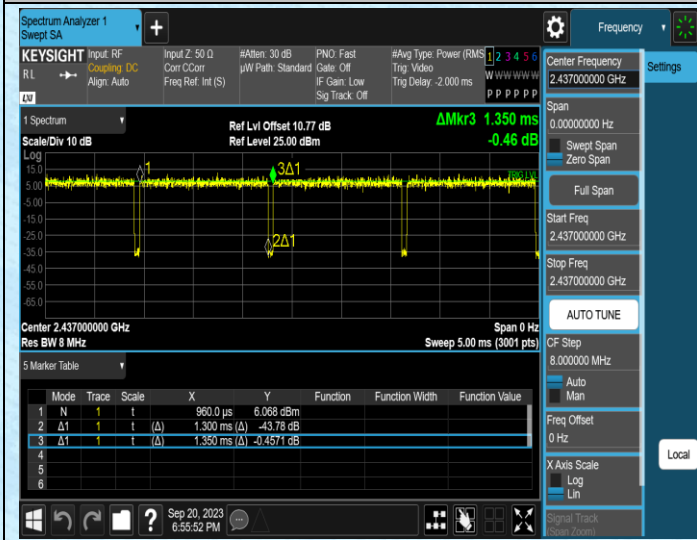 Spectrum Analyzer 1
Swept SA
+
Frequency
KEYSIGHT Input: RF Input Z: 50 Ω #Atten: 30 dB PNO: Fast #Avg Type: Power (RMS 1 2 3 4 5 6
RL Coupling: DC Corr CCorr µW Path: Standard Gate: Off Trig: Video W W W W W W
Align: Auto Freq Ref: Int (S) IF Gain: Low Trig Delay: -2.000 ms
Sig Track: Off P P P P P P
LXI
1 Spectrum Ref Lvl Offset 10.77 dB ΔMkr3 1.350 ms
Scale/Div 10 dB Ref Level 25.00 dBm -0.46 dB
Log
15.0
5.00
-5.00
-15.0
-25.0
-35.0
-45.0
-55.0
-65.0
1
3Δ1
TRIG LVL
2Δ1
Center 2.437000000 GHz Span 0 Hz
Res BW 8 MHz Sweep 5.00 ms (3001 pts)
5 Marker Table
Mode Trace Scale X Y Function Function Width Function Value
1 N 1 t 960.0 µs 6.068 dBm
2 Δ1 1 t (Δ) 1.300 ms (Δ) -43.78 dB
3 Δ1 1 t (Δ) 1.350 ms (Δ) -0.4571 dB
4
5
6
?
Sep 20, 2023
6:55:52 PM
Center Frequency
2.437000000 GHz
Span
0.00000000 Hz
Swept Span
Zero Span
Full Span
Start Freq
2.437000000 GHz
Stop Freq
2.437000000 GHz
AUTO TUNE
CF Step
8.000000 MHz
Auto
Man
Freq Offset
0 Hz
X Axis Scale
Log
Lin
Signal Track
(Span Zoom)
Settings
Local